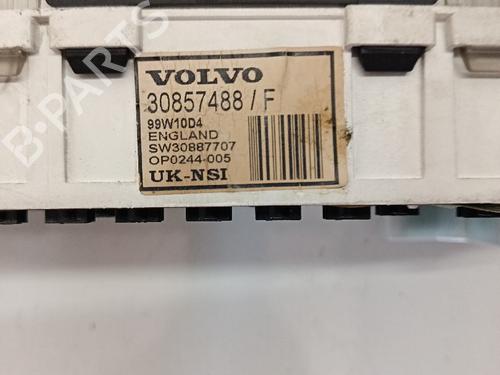 VOLVO
30857488/F
99W10D4
ENGLAND
SW30887707
OP0244-005
UK-NSI
B-PARTS